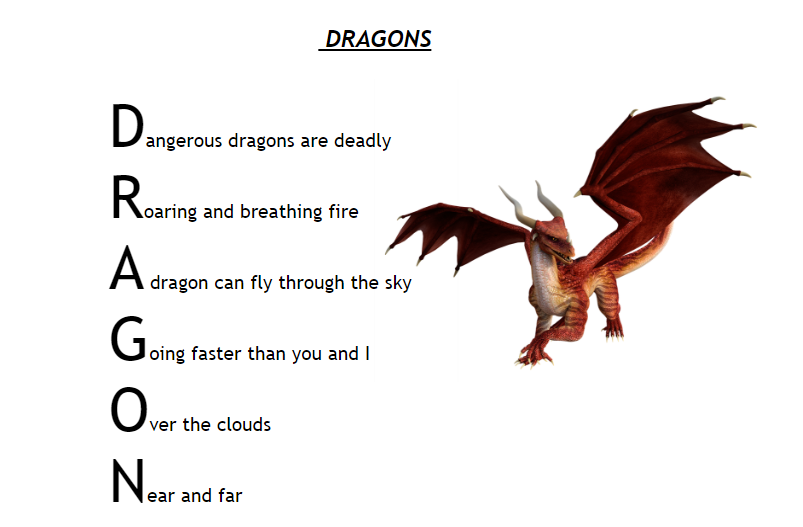 DRAGONS
Dangerous dragons are deadly
Roaring and breathing fire
A dragon can fly through the sky
Going faster than you and I
Over the clouds
Near and far